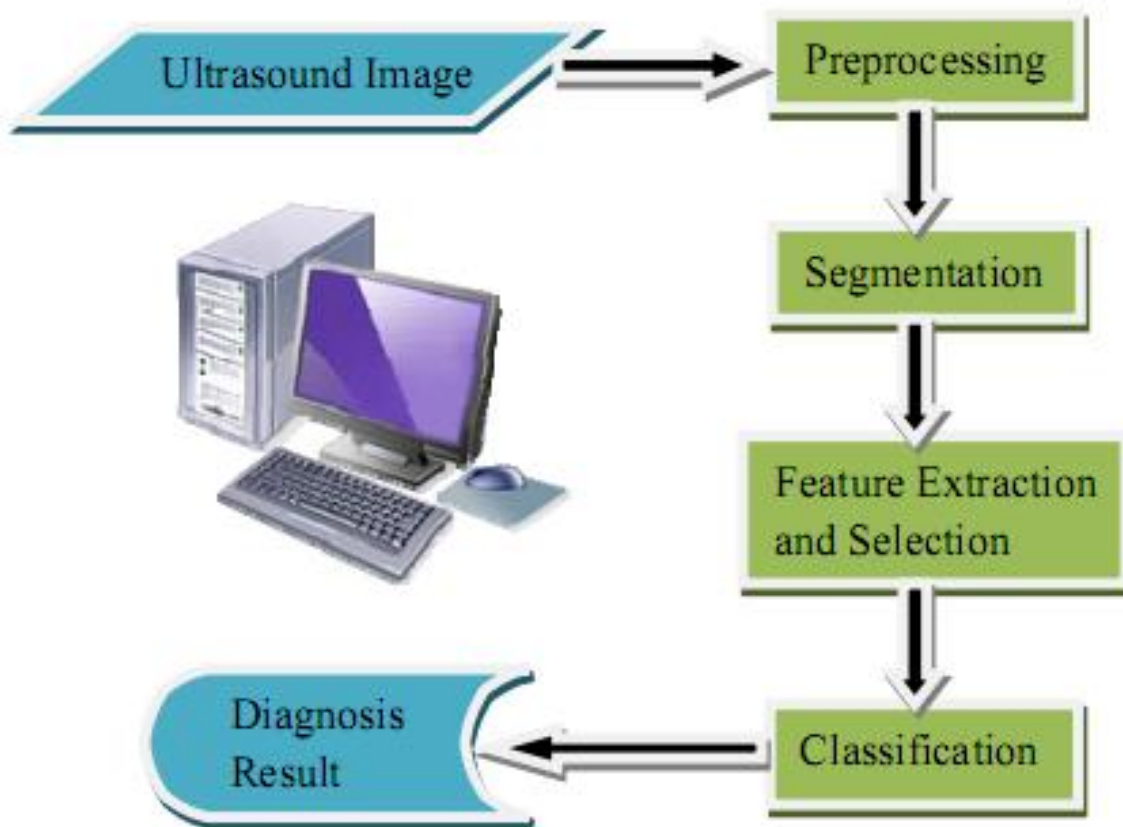 Ultrasound Image
Preprocessing
Segmentation
Feature Extraction
and Selection
Classification
Diagnosis
Result